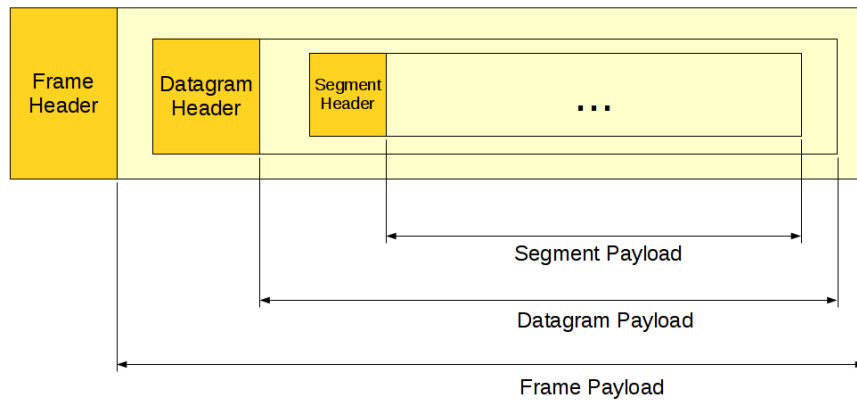 Frame
Header
Datagram
Header
Segment
Header
...
Segment Payload
Datagram Payload
Frame Payload